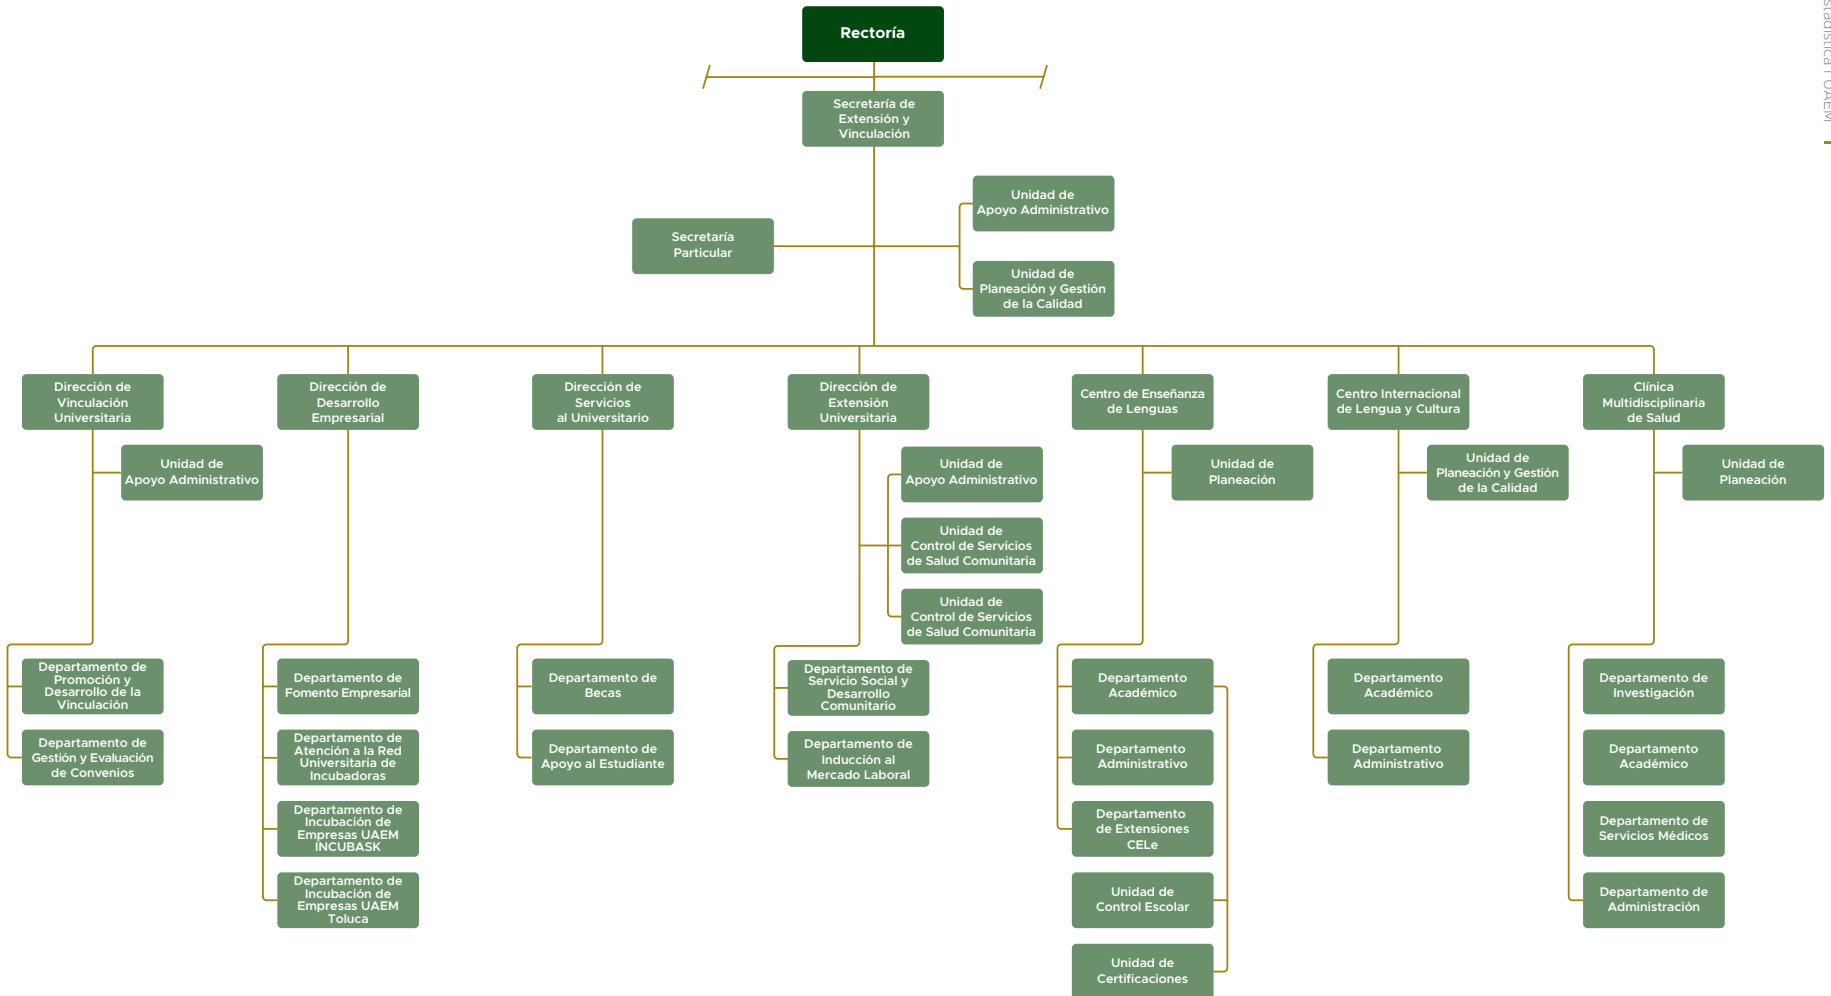 Rectoría
Secretaría de
Extensión y
Vinculación
Unidad de
Apoyo Administrativo
Secretaría
Particular
Unidad de
Planeación y Gestión
de la Calidad
Dirección de
Vinculación
Universitaria
Dirección de
Desarrollo
Empresarial
Dirección de
Servicios
al Universitario
Dirección de
Extensión
Universitaria
Centro de Enseñanza
de Lenguas
Centro Internacional
de Lengua y Cultura
Clínica
Multidisciplinaria
de Salud
Unidad de
Apoyo Administrativo
Unidad de
Apoyo Administrativo
Unidad de
Control de Servicios
de Salud Comunitaria
Unidad de
Control de Servicios
de Salud Comunitaria
Unidad de
Planeación
Unidad de
Planeación y Gestión
de la Calidad
Unidad de
Planeación
Departamento de
Promoción y
Desarrollo de la
Vinculación
Departamento de
Gestión y Evaluación
de Convenios
Departamento de
Fomento Empresarial
Departamento de
Atención a la Red
Universitaria de
Incubadoras
Departamento de
Incubación de
Empresas UAEM
INCUBASK
Departamento de
Incubación de
Empresas UAEM
Toluca
Departamento de
Becas
Departamento de
Apoyo al Estudiante
Departamento de
Servicio Social y
Desarrollo
Comunitario
Departamento de
Inducción al
Mercado Laboral
Departamento
Académico
Departamento
Administrativo
Departamento
de Extensiones
CELe
Unidad de
Control Escolar
Unidad de
Certificaciones
Departamento
Académico
Departamento
Administrativo
Departamento de
Investigación
Departamento
Académico
Departamento de
Servicios Médicos
Departamento de
Administración